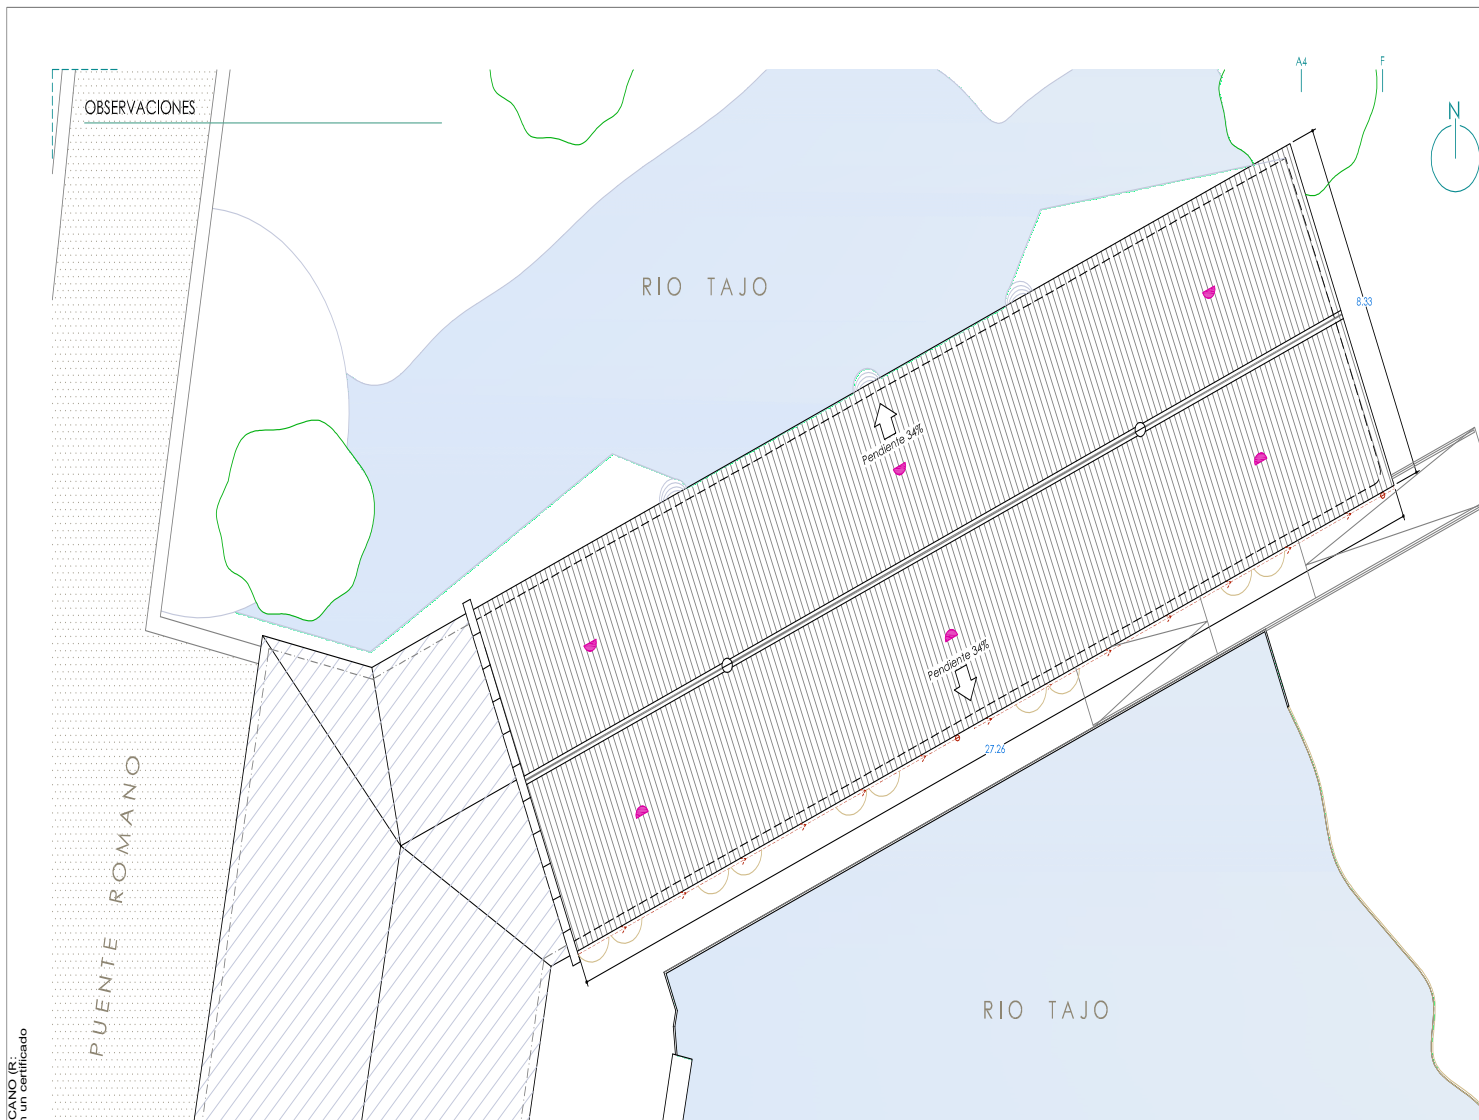 A4 F
OBSERVACIONES
N
RIO TAJO
8.33
Pendiente 34%
Pendiente 34%
27.26
PUENTE ROMANO
RIO TAJO
CANO (R:
n un certificado